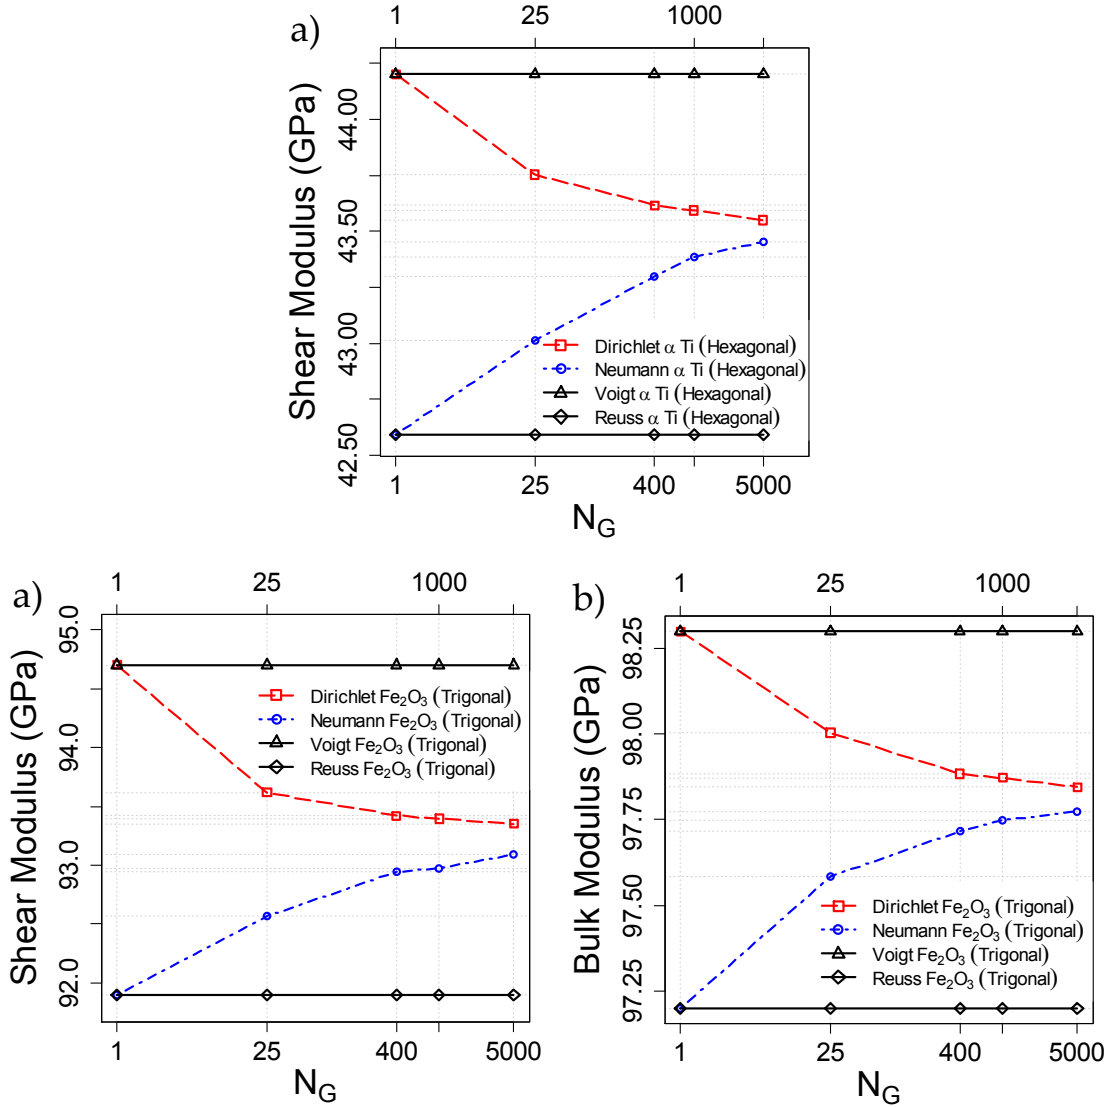 a)
1 25 1000
Shear Modulus (GPa)
44.00
43.50
43.00
42.50
Dirichlet α Ti (Hexagonal)
Neumann α Ti (Hexagonal)
Voigt α Ti (Hexagonal)
Reuss α Ti (Hexagonal)
1 25 400 5000
N_G
a)
1 25 1000
Shear Modulus (GPa)
95.0
94.0
93.0
92.0
Dirichlet Fe₂O₃ (Trigonal)
Neumann Fe₂O₃ (Trigonal)
Voigt Fe₂O₃ (Trigonal)
Reuss Fe₂O₃ (Trigonal)
1 25 400 5000
N_G
b)
1 25 1000
Bulk Modulus (GPa)
98.25
98.00
97.75
97.50
97.25
Dirichlet Fe₂O₃ (Trigonal)
Neumann Fe₂O₃ (Trigonal)
Voigt Fe₂O₃ (Trigonal)
Reuss Fe₂O₃ (Trigonal)
1 25 400 5000
N_G